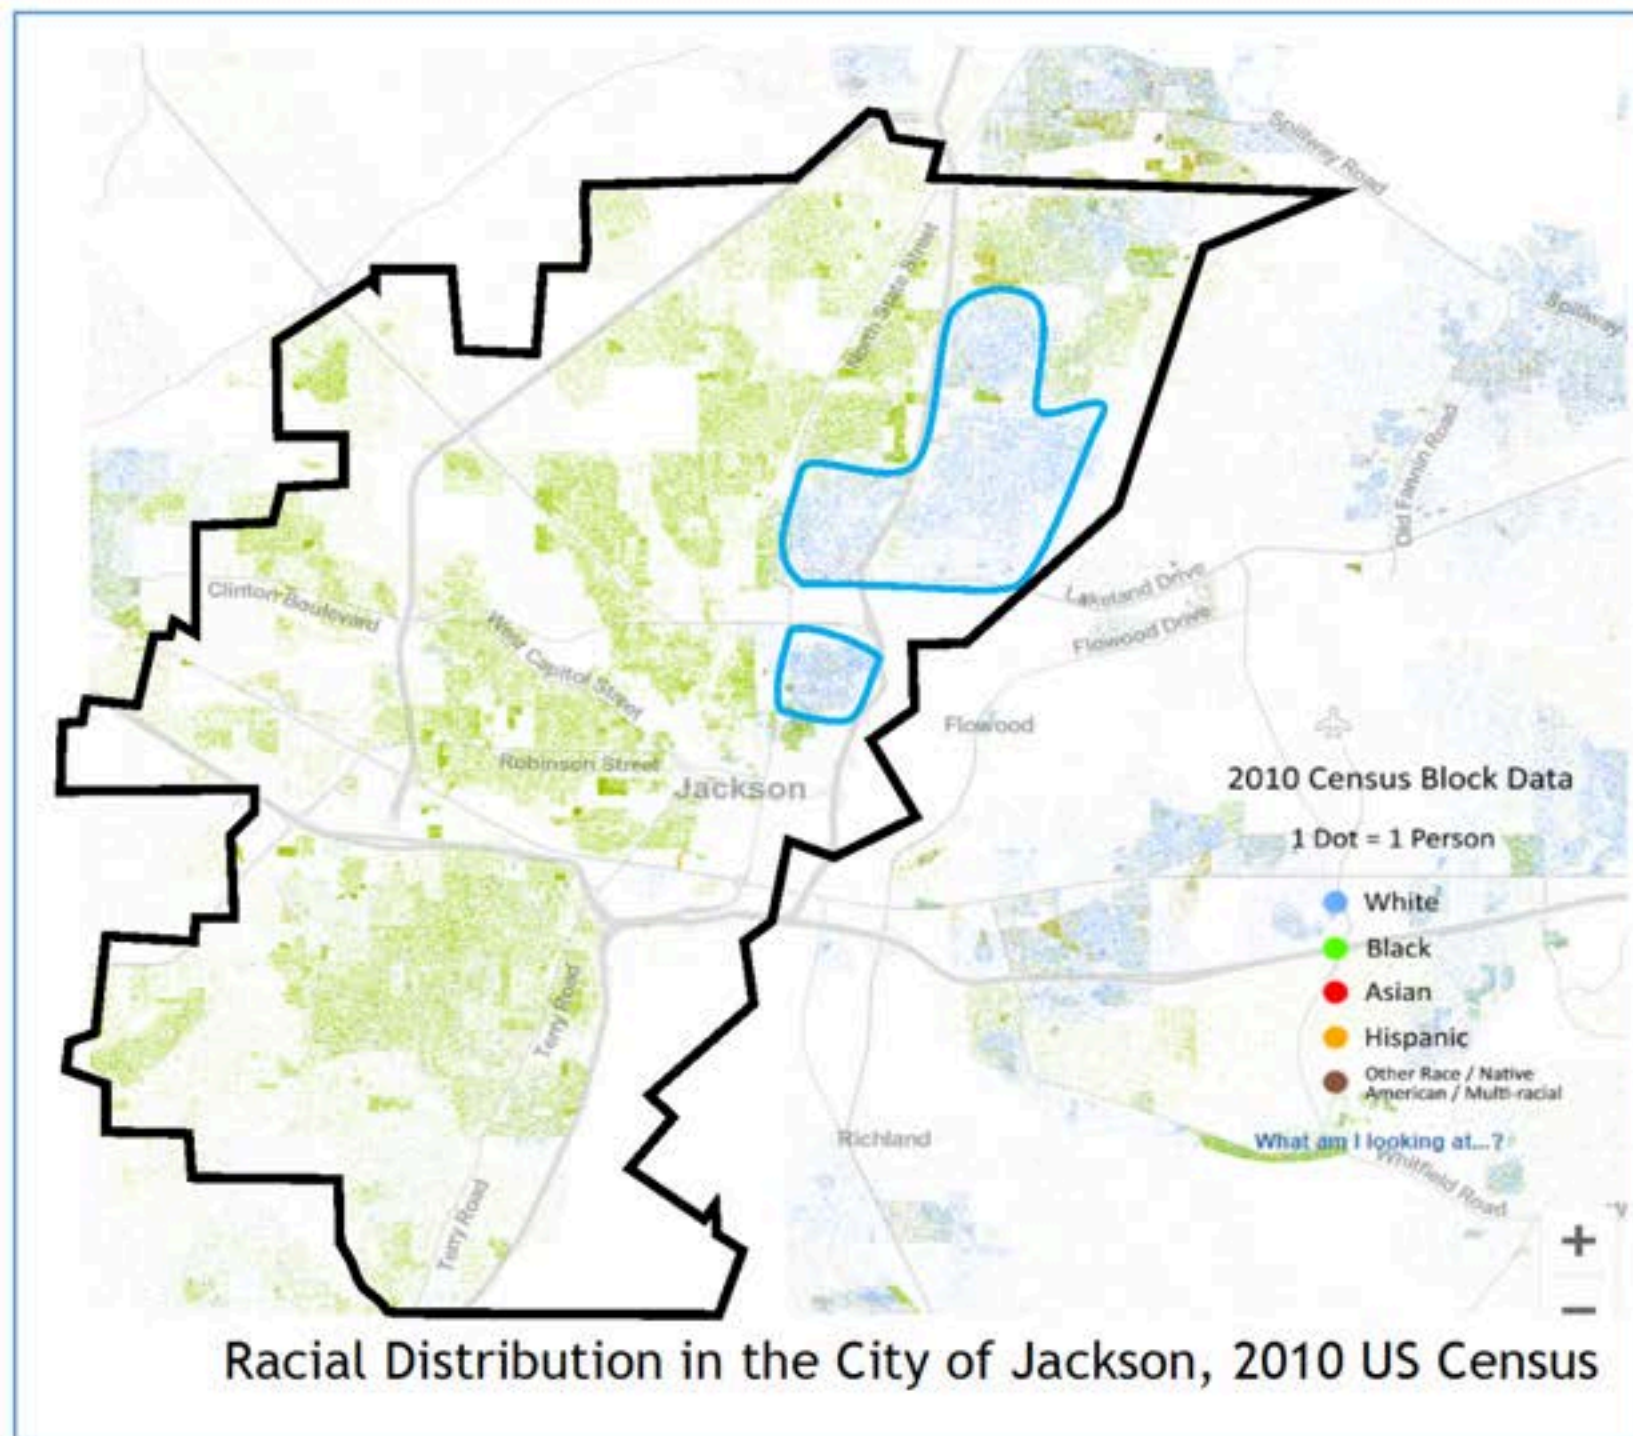 Spillway Road
North State Street
Spillway
Old Fannin Road
Clinton Boulevard
West Capitol Street
Lakeland Drive
Flowood Drive
Flowood
Robinson Street
Jackson
2010 Census Block Data
1 Dot = 1 Person
White
Black
Asian
Hispanic
Other Race / Native
American / Multi-racial
What am I looking at...?
Terry Road
Richland
Whitfield Road
W
Terry Road
+
−
Racial Distribution in the City of Jackson, 2010 US Census